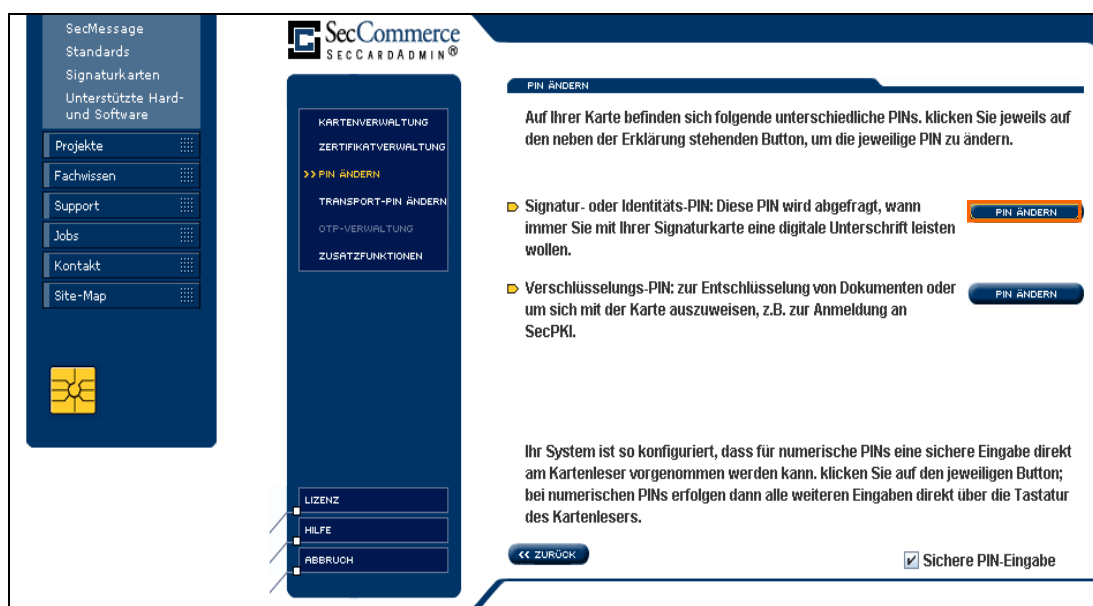 SecMessage
Standards
Signaturkarten
Unterstützte Hard-
und Software
Projekte
Fachwissen
Support
Jobs
Kontakt
Site-Map
SecCommerce
SECCARDADMIN®
KARTENVERWALTUNG
ZERTIFIKATVERWALTUNG
>> PIN ÄNDERN
TRANSPORT-PIN ÄNDERN
OTP-VERWALTUNG
ZUSATZFUNKTIONEN
LIZENZ
HILFE
ABBRUCH
PIN ÄNDERN
Auf Ihrer Karte befinden sich folgende unterschiedliche PINs. klicken Sie jeweils auf
den neben der Erklärung stehenden Button, um die jeweilige PIN zu ändern.
Signatur- oder Identitäts-PIN: Diese PIN wird abgefragt, wann
immer Sie mit Ihrer Signaturkarte eine digitale Unterschrift leisten
wollen.
PIN ÄNDERN
Verschlüsselungs-PIN: zur Entschlüsselung von Dokumenten oder
um sich mit der Karte auszuweisen, z.B. zur Anmeldung an
SecPKI.
PIN ÄNDERN
Ihr System ist so konfiguriert, dass für numerische PINs eine sichere Eingabe direkt
am Kartenleser vorgenommen werden kann. klicken Sie auf den jeweiligen Button;
bei numerischen PINs erfolgen dann alle weiteren Eingaben direkt über die Tastatur
des Kartenlesers.
<< ZURÜCK
Sichere PIN-Eingabe